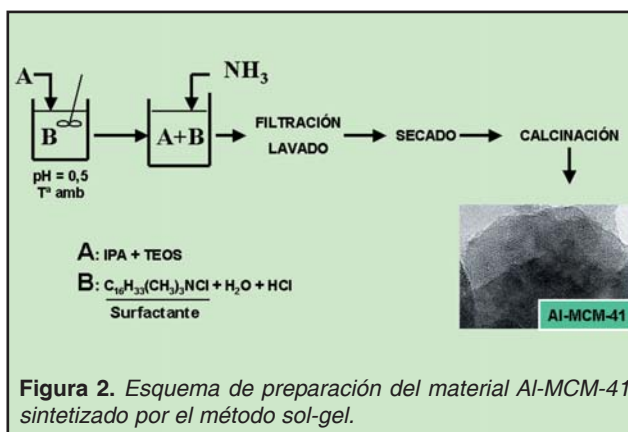 A
NH₃
B
A+B
FILTRACIÓN
LAVADO
SECADO
CALCINACIÓN
pH = 0,5
Tª amb
A: IPA + TEOS
B: C₁₆H₃₃(CH₃)₃NCl + H₂O + HCl
Surfactante
Al-MCM-41
Figura 2. Esquema de preparación del material Al-MCM-41
sintetizado por el método sol-gel.